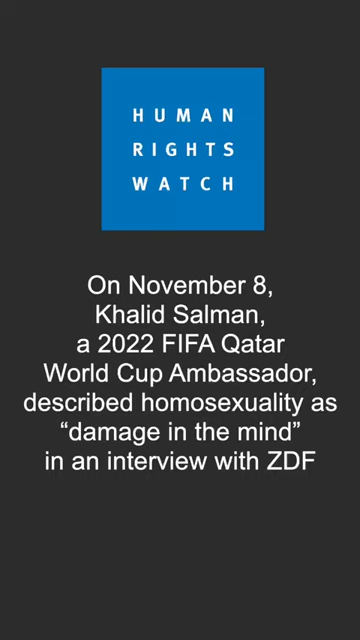 HUMAN
RIGHTS
WATCH
On November 8,
Khalid Salman,
a 2022 FIFA Qatar
World Cup Ambassador,
described homosexuality as
“damage in the mind”
in an interview with ZDF